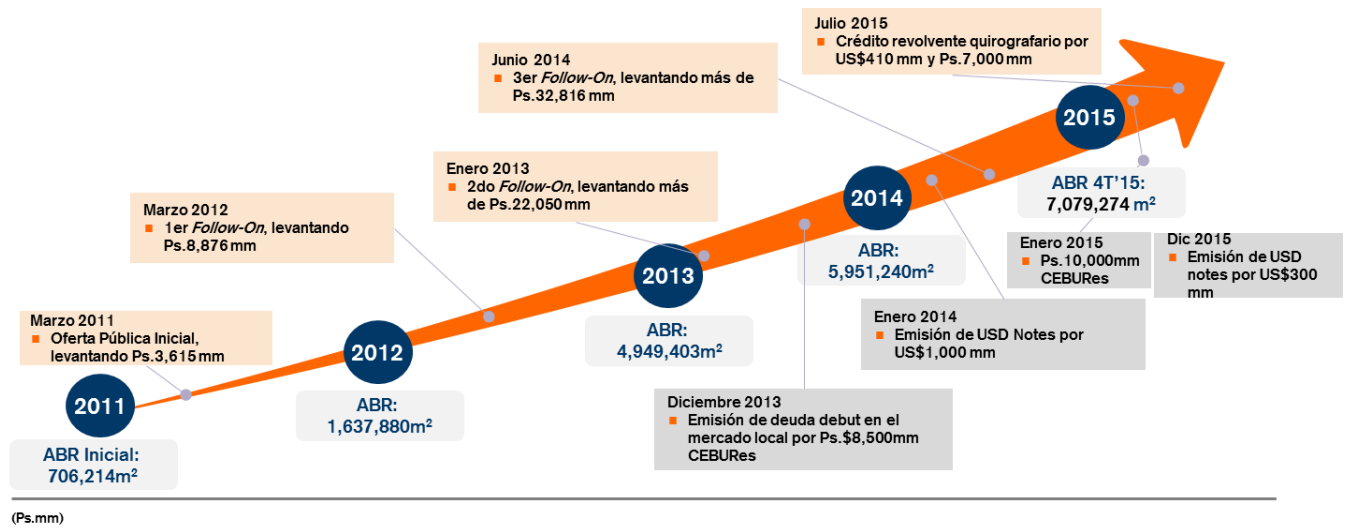 Julio 2015
Crédito revolvente quirografario por
US$410 mm y Ps.7,000 mm
Junio 2014
3er Follow-On, levantando más de
Ps.32,816 mm
2015
Enero 2013
2do Follow-On, levantando más
de Ps.22,050 mm
ABR 4T'15:
7,079,274 m²
2014
Marzo 2012
1er Follow-On, levantando
Ps.8,876 mm
ABR:
5,951,240m²
Enero 2015
Ps.10,000mm
CEBURes
Dic 2015
Emisión de USD
notes por US$300
mm
2013
Marzo 2011
Oferta Pública Inicial,
levantando Ps.3,615 mm
ABR:
4,949,403m²
Enero 2014
Emisión de USD Notes por
US$1,000 mm
2012
ABR:
1,637,880m²
Diciembre 2013
Emisión de deuda debut en el
mercado local por Ps.$8,500mm
CEBURes
2011
ABR Inicial:
706,214m²
(Ps.mm)